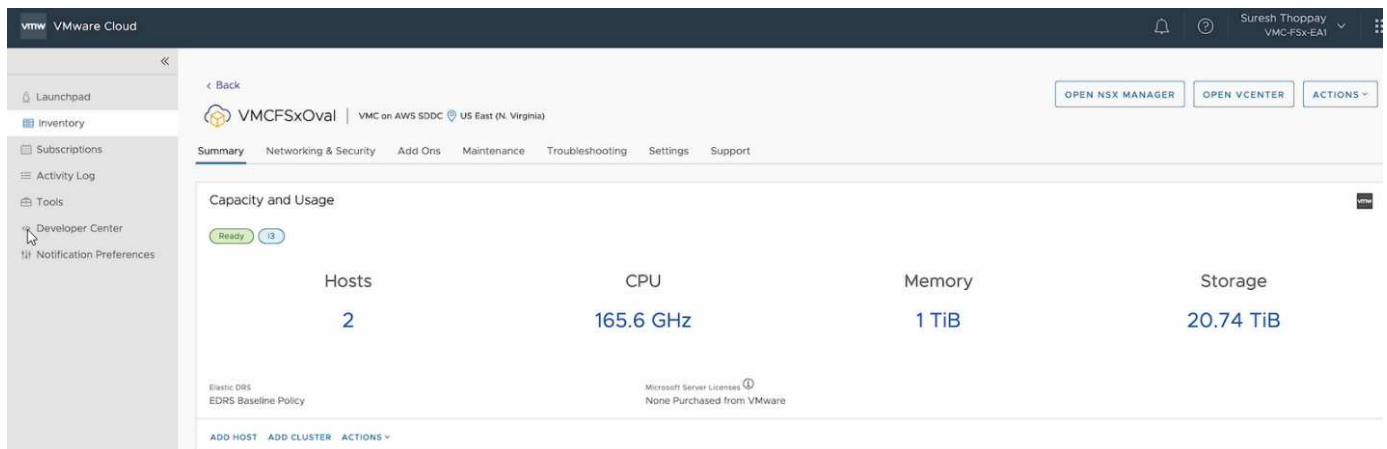 vmw VMware Cloud
Suresh Thoppay
VMC-FSx-EA1
Launchpad
Inventory
Subscriptions
Activity Log
Tools
Developer Center
Notification Preferences
< Back
OPEN NSX MANAGER OPEN VCENTER ACTIONS
VMCFSxOval | VMC on AWS SDDC US East (N. Virginia)
Summary Networking & Security Add Ons Maintenance Troubleshooting Settings Support
Capacity and Usage
vmw
Ready i3
Hosts CPU Memory Storage
2 165.6 GHz 1 TiB 20.74 TiB
Elastic DRS Microsoft Server Licenses
EDRS Baseline Policy None Purchased from VMware
ADD HOST ADD CLUSTER ACTIONS